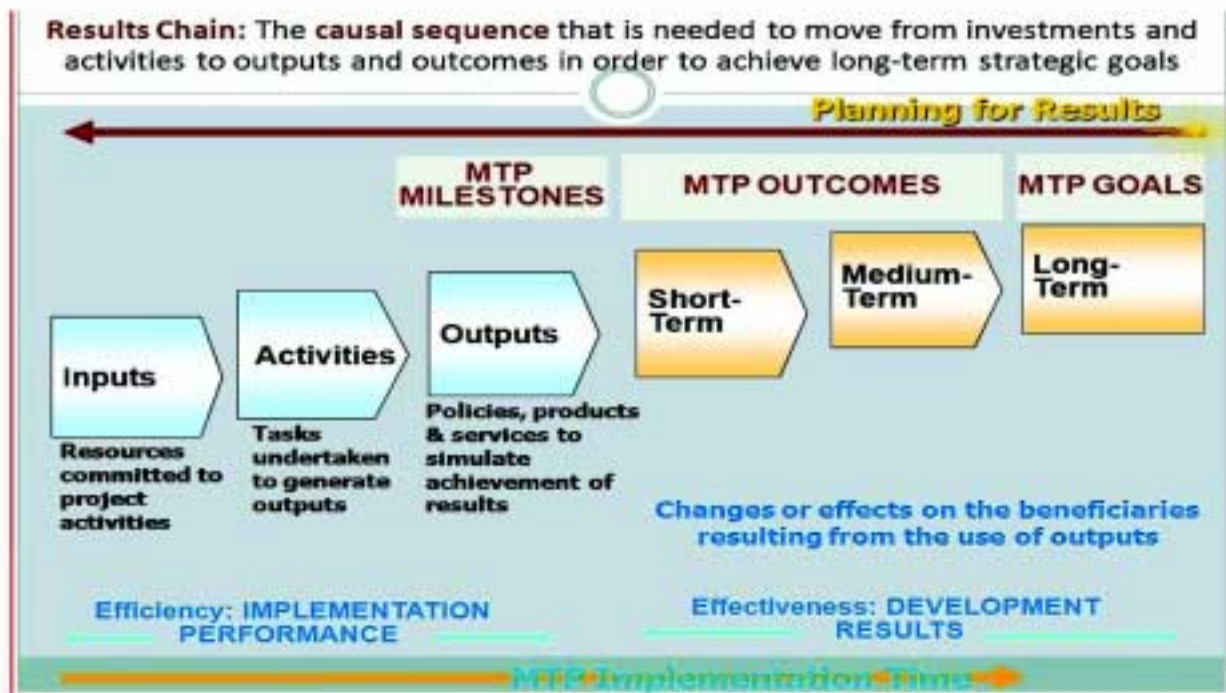 Results Chain: The causal sequence that is needed to move from investments and
activities to outputs and outcomes in order to achieve long-term strategic goals
Planning for Results
MTP
MILESTONES
MTP OUTCOMES
MTP GOALS
Inputs
Resources
committed to
project
activities
Activities
Tasks
undertaken
to generate
outputs
Outputs
Policies, products
& services to
simulate
achievement of
results
Short-
Term
Medium-
Term
Long-
Term
Changes or effects on the beneficiaries
resulting from the use of outputs
Efficiency: IMPLEMENTATION
PERFORMANCE
Effectiveness: DEVELOPMENT
RESULTS
MTP Implementation Time